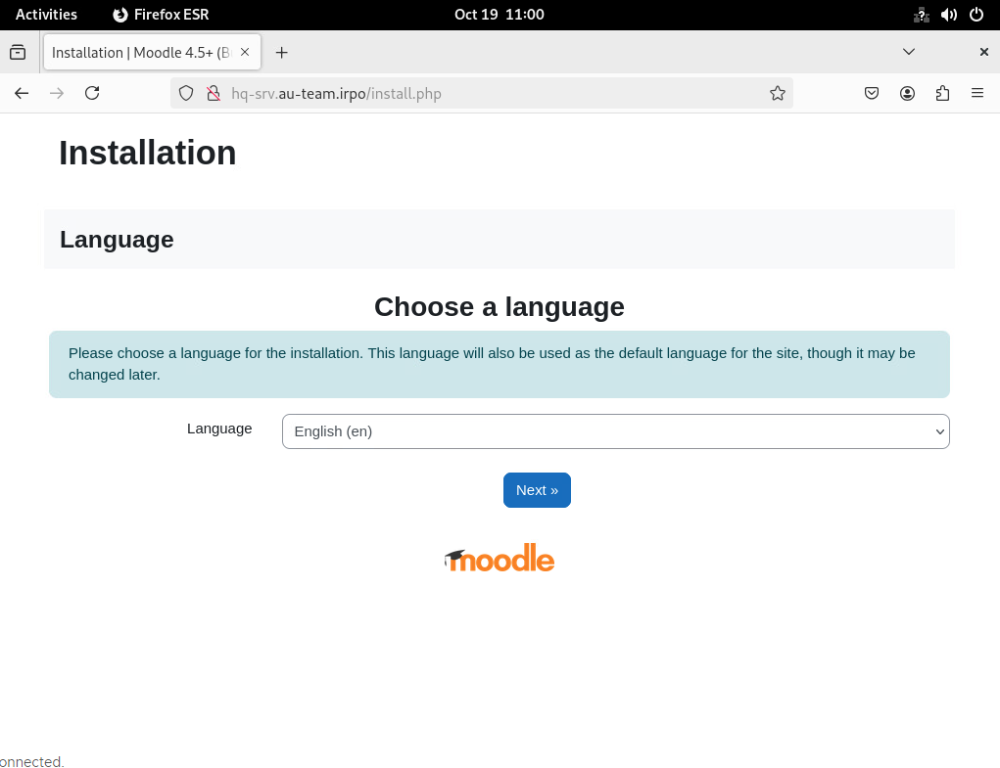 Activities Firefox ESR Oct 19 11:00
Installation | Moodle 4.5+ (B
hq-srv.au-team.irpo/install.php
Installation
Language
Choose a language
Please choose a language for the installation. This language will also be used as the default language for the site, though it may be
changed later.
Language English (en)
Next »
moodle
onnected.